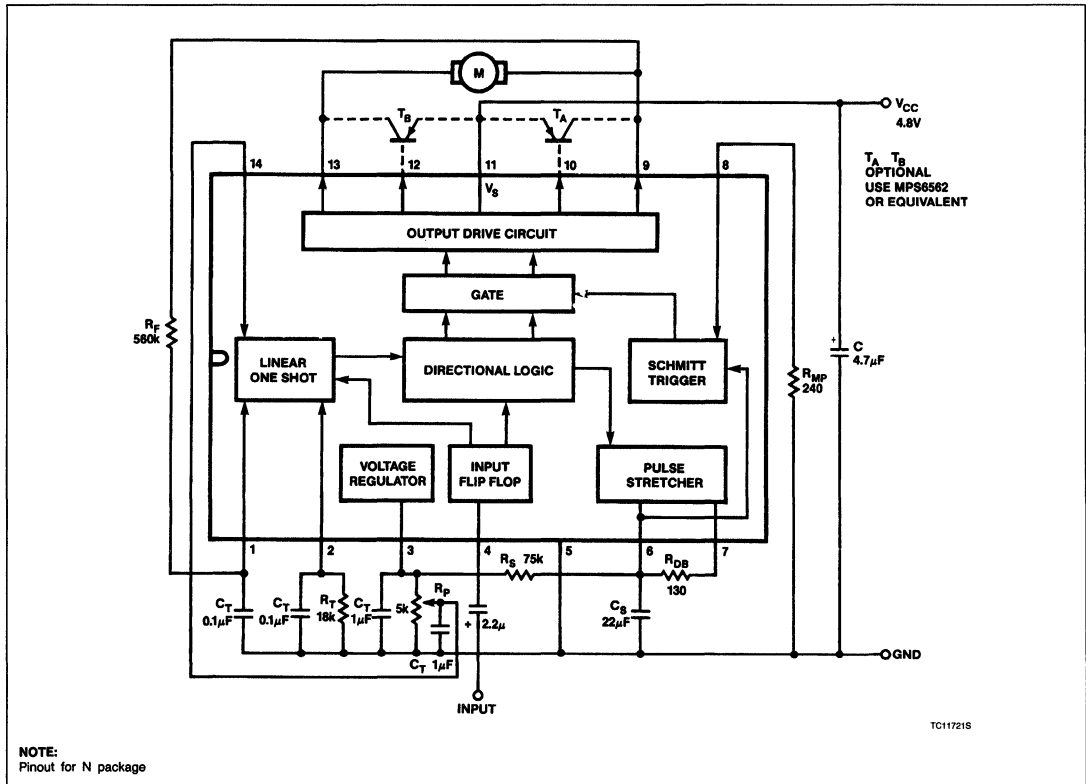 M
T_B
T_A
V_CC
4.8V
14
13
12
11
10
9
8
V_S
T_A T_B
OPTIONAL
USE MPS6562
OR EQUIVALENT
OUTPUT DRIVE CIRCUIT
GATE
R_F
560k
LINEAR
ONE SHOT
DIRECTIONAL LOGIC
SCHMITT
TRIGGER
+
C
4.7μF
R_MP
240
VOLTAGE
REGULATOR
INPUT
FLIP FLOP
PULSE
STRETCHER
1
2
3
4
5
6
7
R_S 75k
R_DB
130
C_T
0.1μF
C_T
0.1μF
R_T
18k
C_T
1μF
5k
R_P
+
2.2μ
C_S
22μF
C_T 1μF
GND
INPUT
TC11721S
NOTE:
Pinout for N package